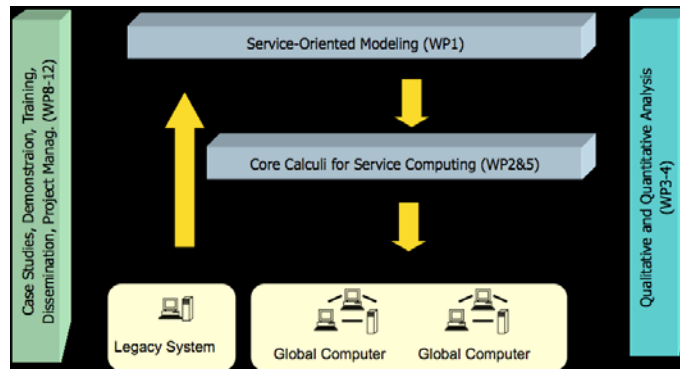 Case Studies, Demonstraion, Training,
Dissemination, Project Manag. (WP8-12)
Service-Oriented Modeling (WP1)
Core Calculi for Service Computing (WP2&5)
Qualitative and Quantitative Analysis
(WP3-4)
Legacy System
Global Computer
Global Computer